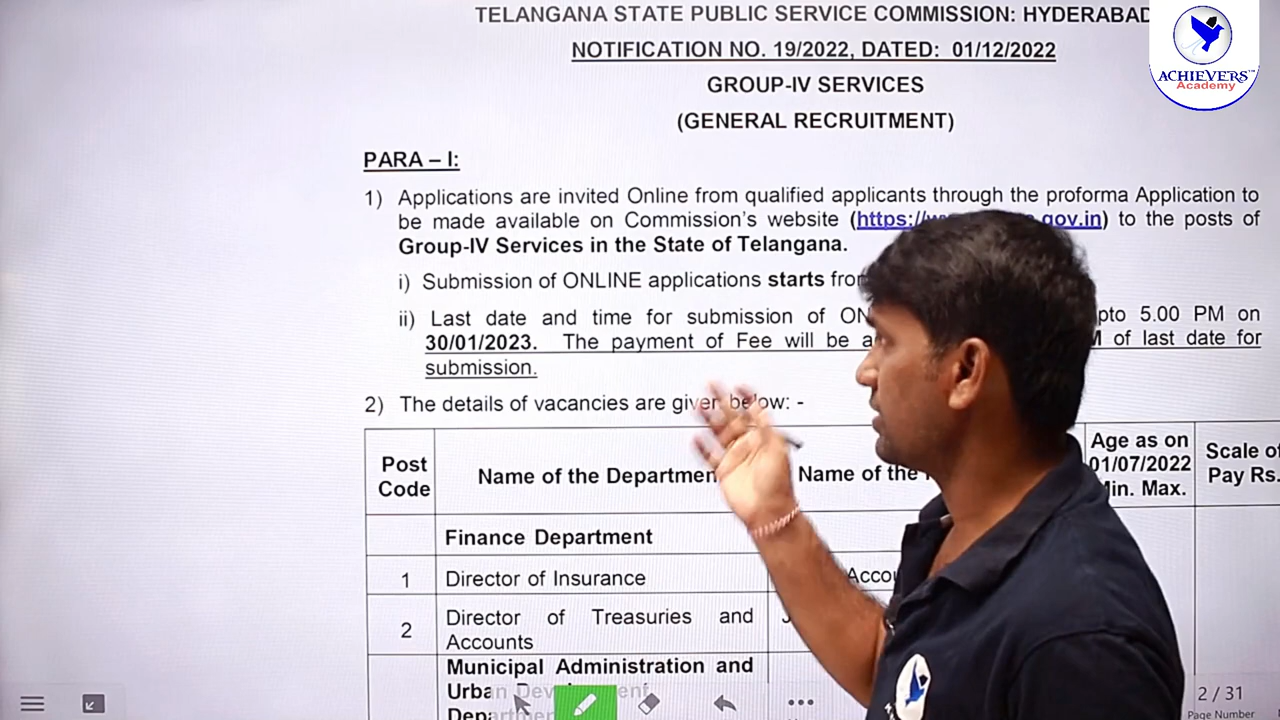 TELANGANA STATE PUBLIC SERVICE COMMISSION: HYDERABAD
NOTIFICATION NO. 19/2022, DATED: 01/12/2022
GROUP-IV SERVICES
(GENERAL RECRUITMENT)
ACHIEVERS™
Academy
PARA – I:
1) Applications are invited Online from qualified applicants through the proforma Application to
be made available on Commission's website (https:// .gov.in) to the posts of
Group-IV Services in the State of Telangana.
i) Submission of ONLINE applications starts from
ii) Last date and time for submission of 5.00 PM on
30/01/2023. The payment of Fee will be of last date for
submission.
2) The details of vacancies are given below: -
Post
Code
Name of the Department
Name of the
Age as on
01/07/2022
Min. Max.
Scale of
Pay Rs.
Finance Department
1
Director of Insurance
2
Director of Treasuries and
Accounts
Municipal Administration and
Urban Development
Department
2 / 31
Page Number